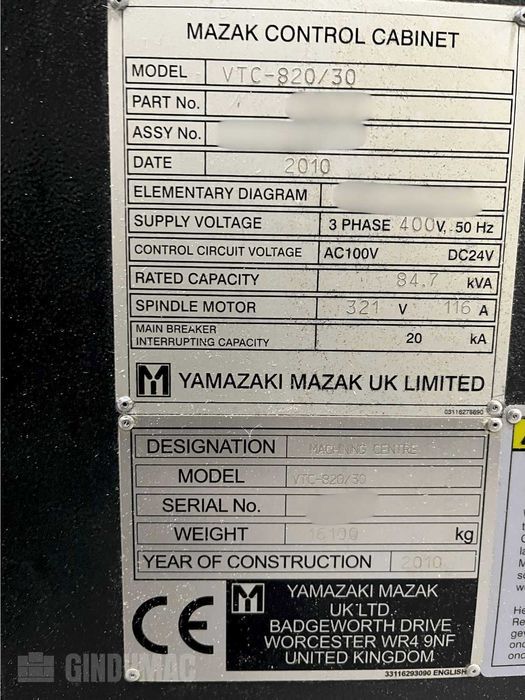 MAZAK CONTROL CABINET
MODEL VTC-820/30
PART No.
ASSY No.
DATE 2010
ELEMENTARY DIAGRAM
SUPPLY VOLTAGE 3 PHASE 400V, 50 Hz
CONTROL CIRCUIT VOLTAGE AC100V DC24V
RATED CAPACITY 84.7 kVA
SPINDLE MOTOR 321 V 116 A
MAIN BREAKER
INTERRUPTING CAPACITY 20 kA
YAMAZAKI MAZAK UK LIMITED
03116278690
DESIGNATION MACHINING CENTRE
MODEL VTC-820/30
SERIAL No.
WEIGHT 16100 kg
YEAR OF CONSTRUCTION 2010
CE
YAMAZAKI MAZAK
UK LTD.
BADGEWORTH DRIVE
WORCESTER WR4 9NF
UNITED KINGDOM
33116293090 ENGLISH
GINDUMAC